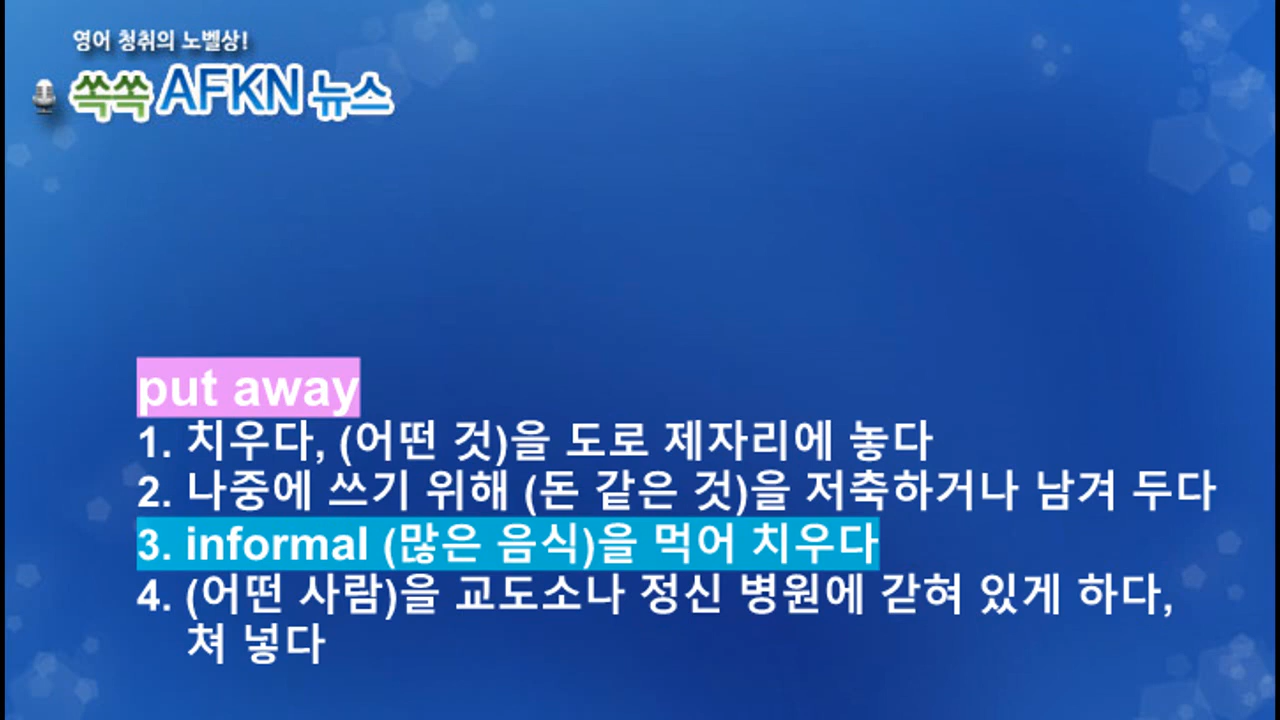 영어 청취의 노벨상!
쏙쏙 AFKN 뉴스
put away
1. 치우다, (어떤 것)을 도로 제자리에 놓다
2. 나중에 쓰기 위해 (돈 같은 것)을 저축하거나 남겨 두다
3. informal (많은 음식)을 먹어 치우다
4. (어떤 사람)을 교도소나 정신 병원에 갇혀 있게 하다,
쳐 넣다